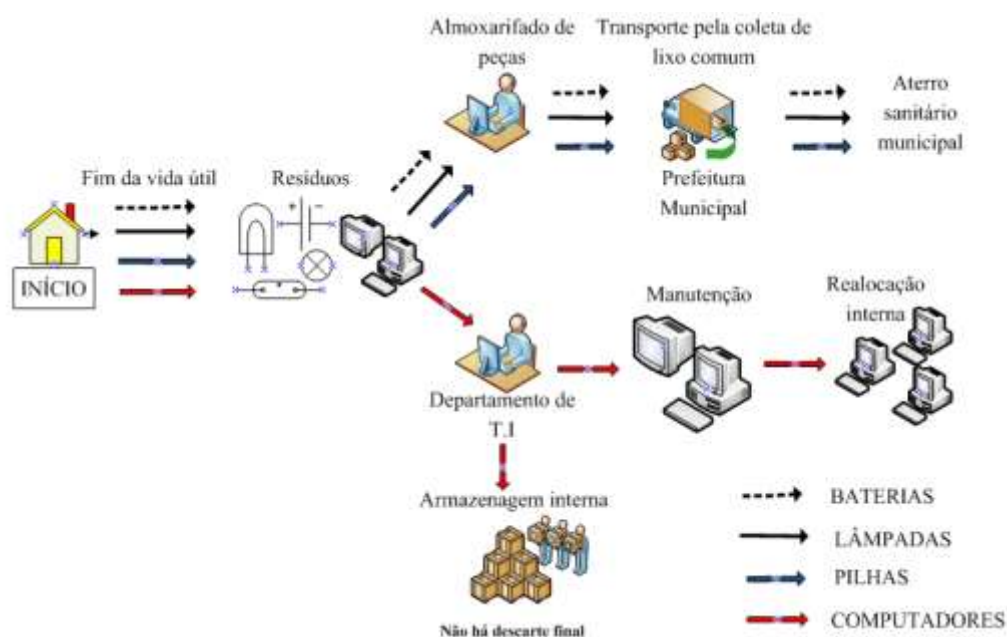 Almoxarifado de
peças
Transporte pela coleta de
lixo comum
Aterro
sanitário
municipal
Prefeitura
Municipal
Fim da vida útil
Resíduos
+ −
INÍCIO
Manutenção
Realocação
interna
Departamento de
T.I
Armazenagem interna
Não há descarte final
BATERIAS
LÂMPADAS
PILHAS
COMPUTADORES